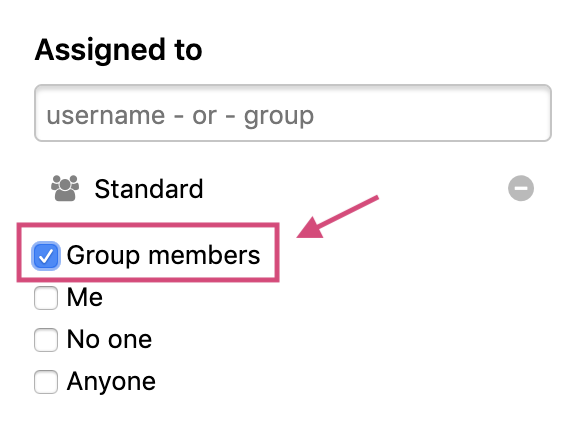 Assigned to
username - or - group
Standard
Group members
Me
No one
Anyone